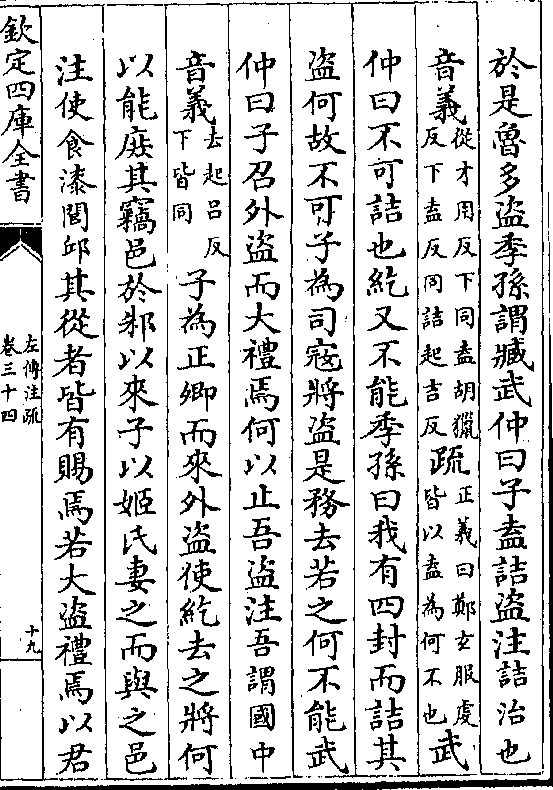 於是魯多盜季孫謂臧武仲曰子盍詰盜注詰治也
音義從才用反下同盍胡獵反下盍反同詰起吉反疏正義曰鄭玄服虔皆以盍為何不也武
仲曰不可詰也紇又不能季孫曰我有四封而詰其
盜何故不可子為司寇將盜是務去若之何不能武
仲曰子召外盜而大禮焉何以止吾盜注吾謂國中
音義去起呂反下皆同子為正卿而來外盜使紇去之將何
以能庶其竊邑於邾以來子以姬氏妻之而與之邑
注使食漆閭邱其從者皆有賜焉若大盜禮焉以君
欽定四庫全書
左傳注疏
卷三十四
十九